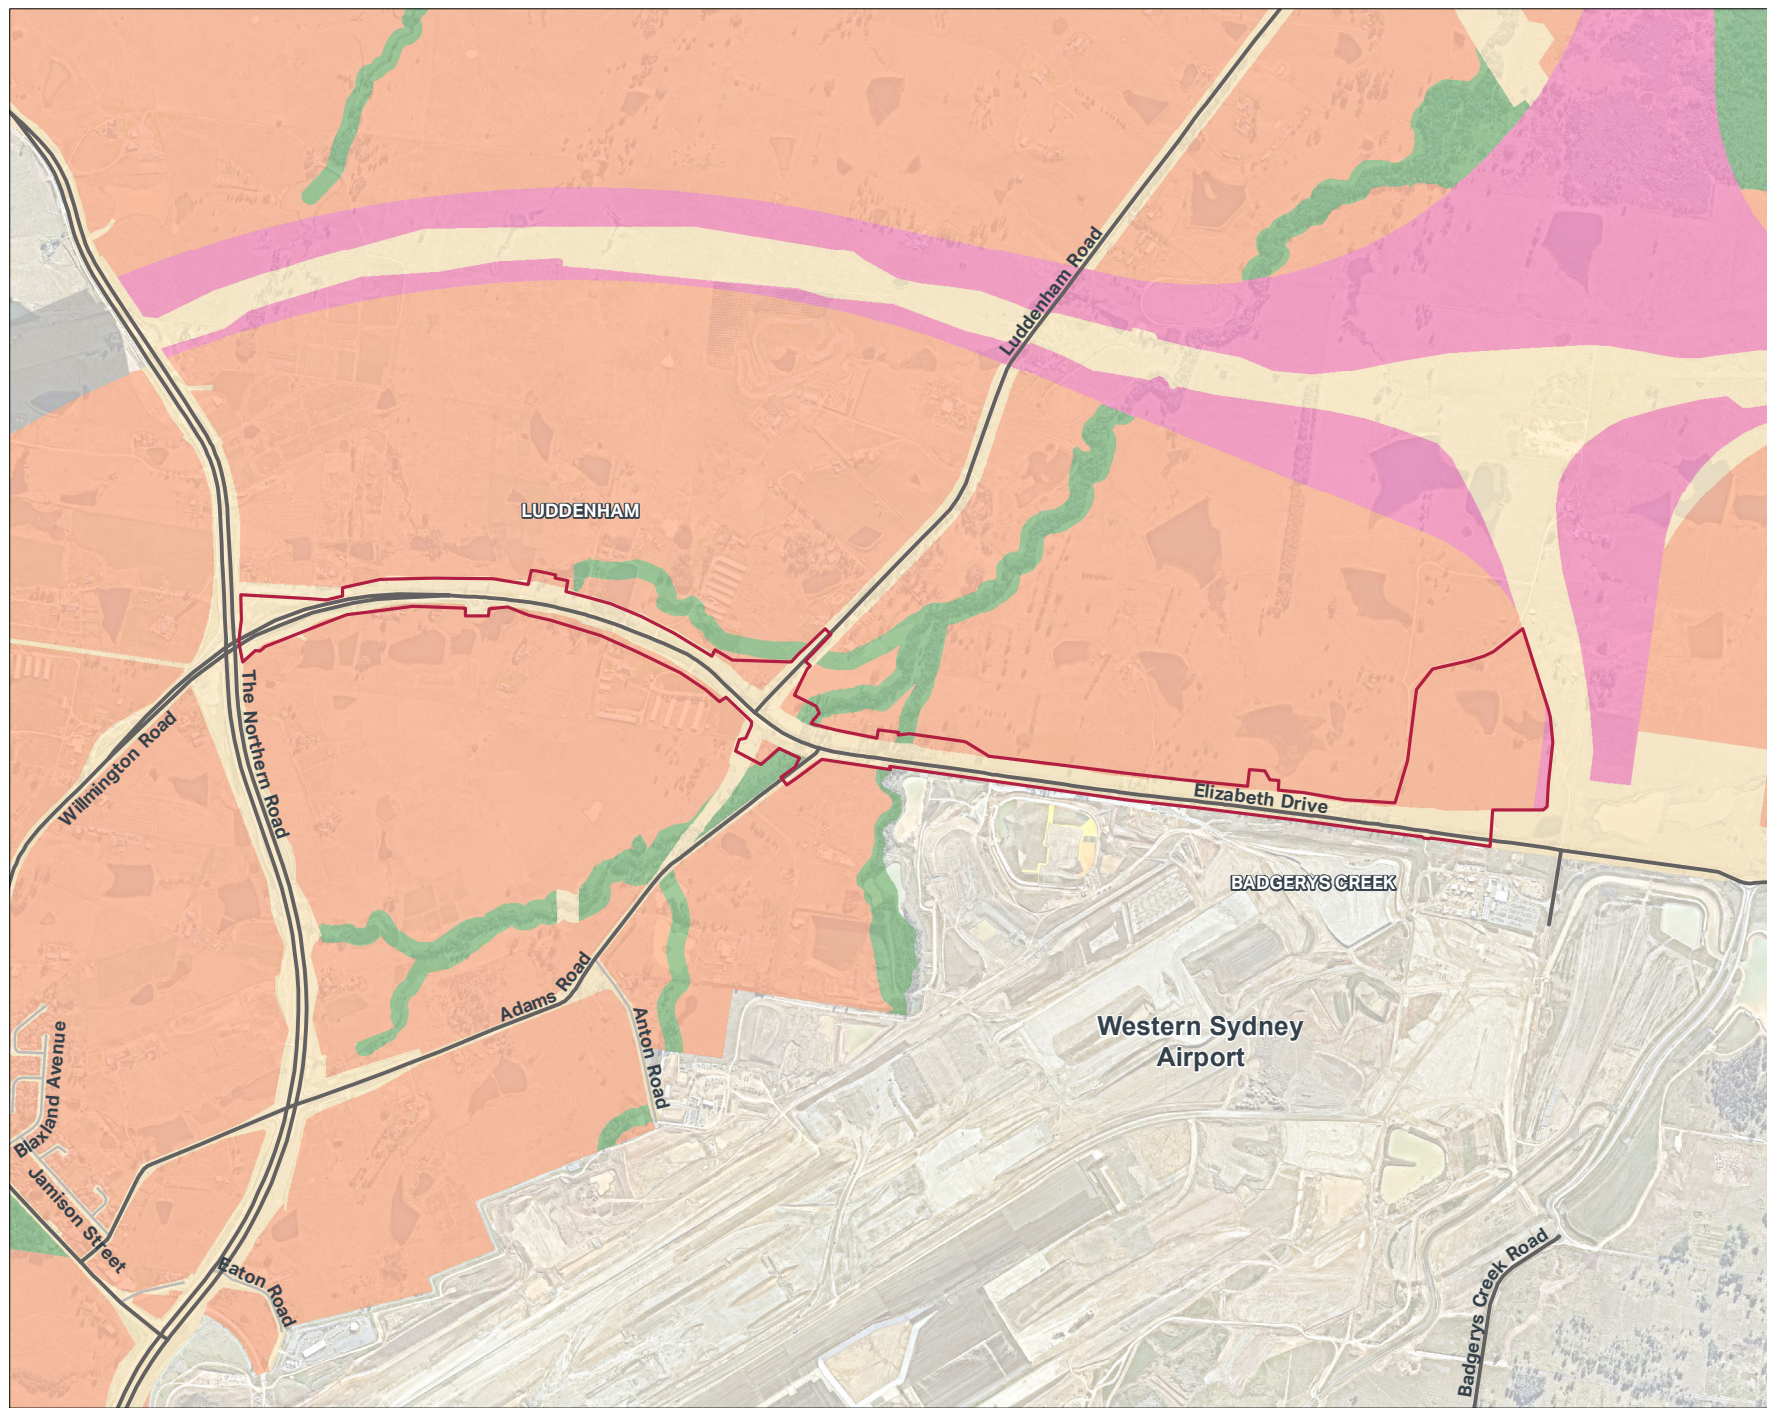 Luddenham Road
LUDDENHAM
The Northern Road
Willmington Road
Elizabeth Drive
BADGERYS CREEK
Adams Road
Anton Road
Western Sydney
Airport
Blaxland Avenue
Jamison Street
Eaton Road
Badgerys Creek Road